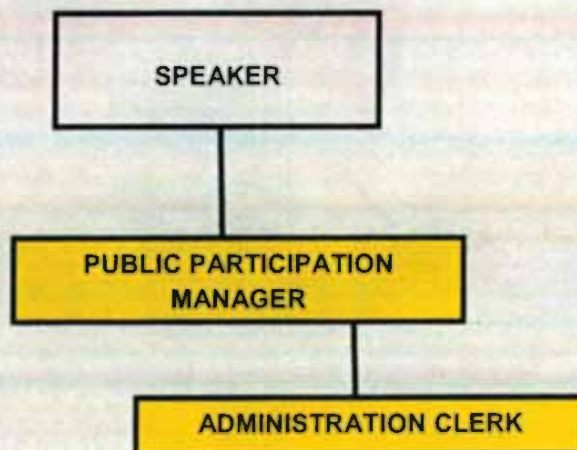 SPEAKER
PUBLIC PARTICIPATION
MANAGER
ADMINISTRATION CLERK